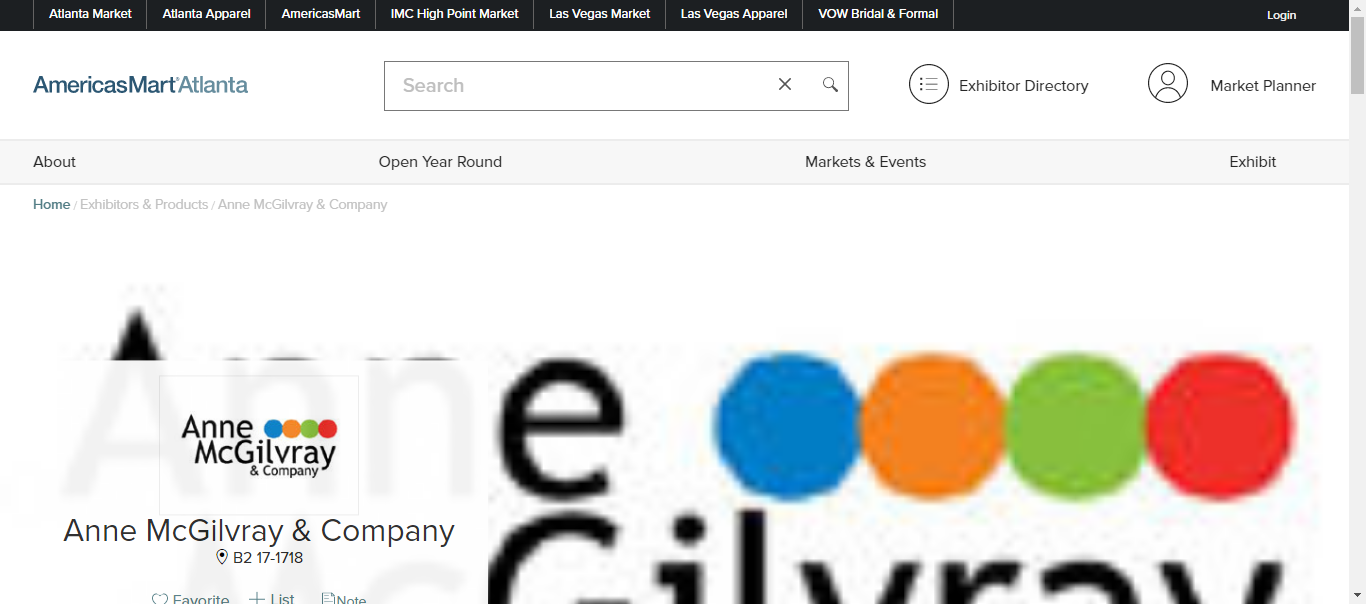 Atlanta Market Atlanta Apparel AmericasMart IMC High Point Market Las Vegas Market Las Vegas Apparel VOW Bridal & Formal Login
AmericasMart®Atlanta Search Exhibitor Directory Market Planner
About Open Year Round Markets & Events Exhibit
Home / Exhibitors & Products / Anne McGilvray & Company
Anne
McGilvray
& Company
Anne McGilvray & Company
B2 17-1718
Favorite List Note
Anne
McGilvray